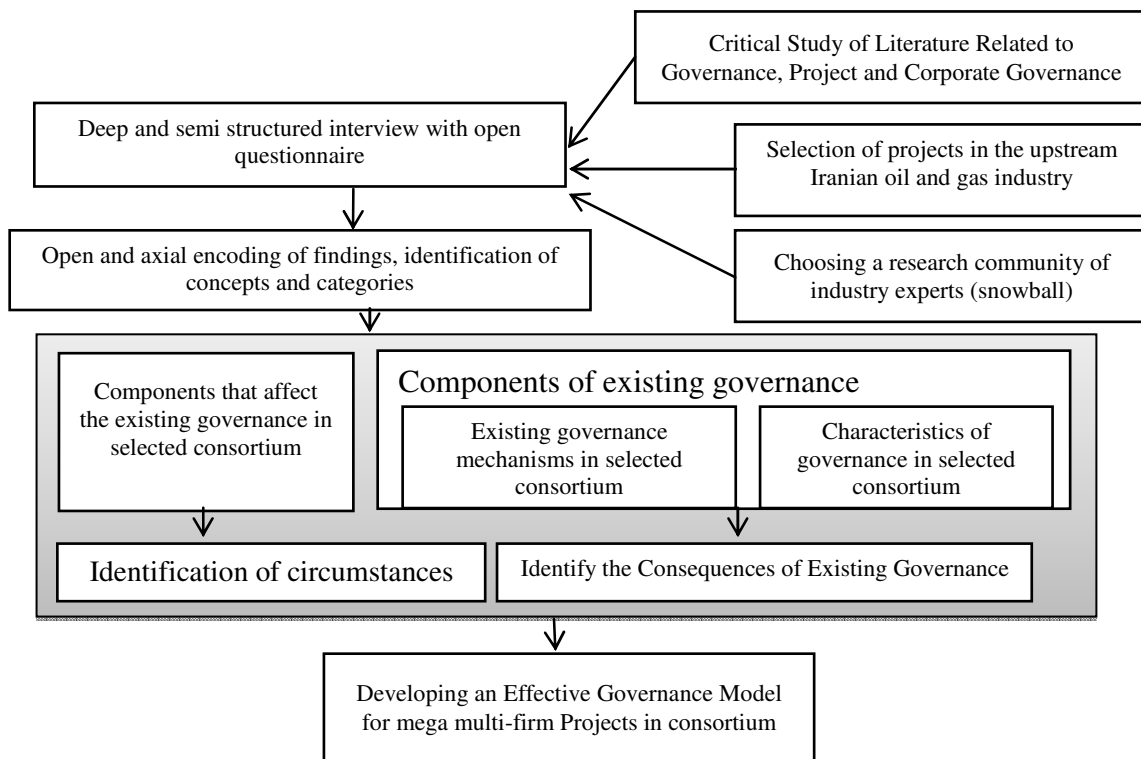 Critical Study of Literature Related to
Governance, Project and Corporate Governance
Deep and semi structured interview with open
questionnaire
Selection of projects in the upstream
Iranian oil and gas industry
Open and axial encoding of findings, identification of
concepts and categories
Choosing a research community of
industry experts (snowball)
Components that affect
the existing governance in
selected consortium
Components of existing governance
Existing governance
mechanisms in selected
consortium
Characteristics of
governance in selected
consortium
Identification of circumstances
Identify the Consequences of Existing Governance
Developing an Effective Governance Model
for mega multi-firm Projects in consortium